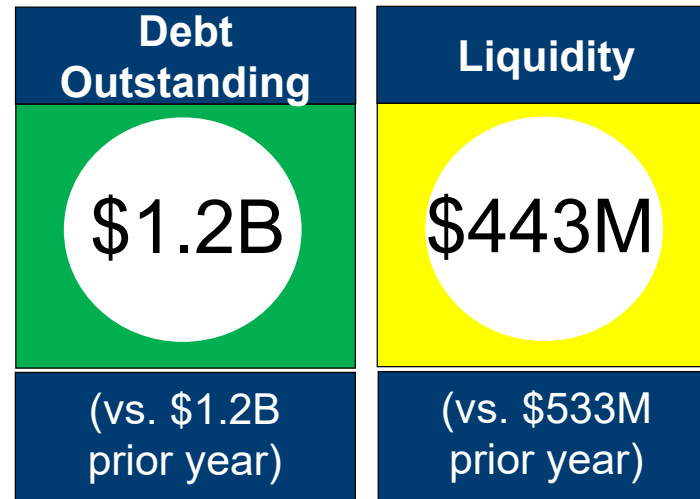 Debt
Outstanding
$1.2B
(vs. $1.2B
prior year)
Liquidity
$443M
(vs. $533M
prior year)